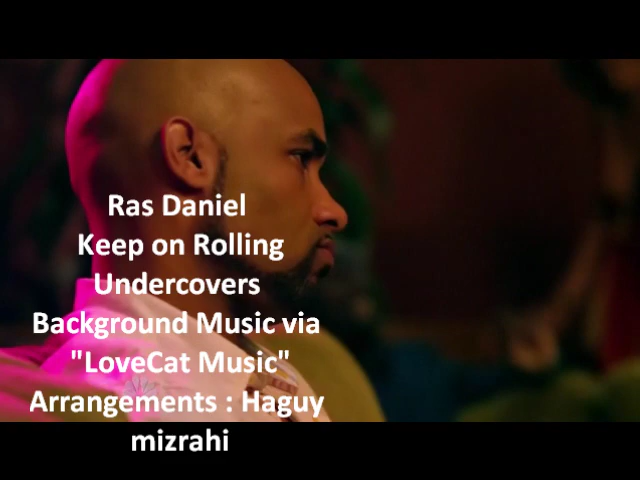 Ras Daniel
Keep on Rolling
Undercovers
Background Music via
"LoveCat Music"
Arrangements : Haguy
mizrahi